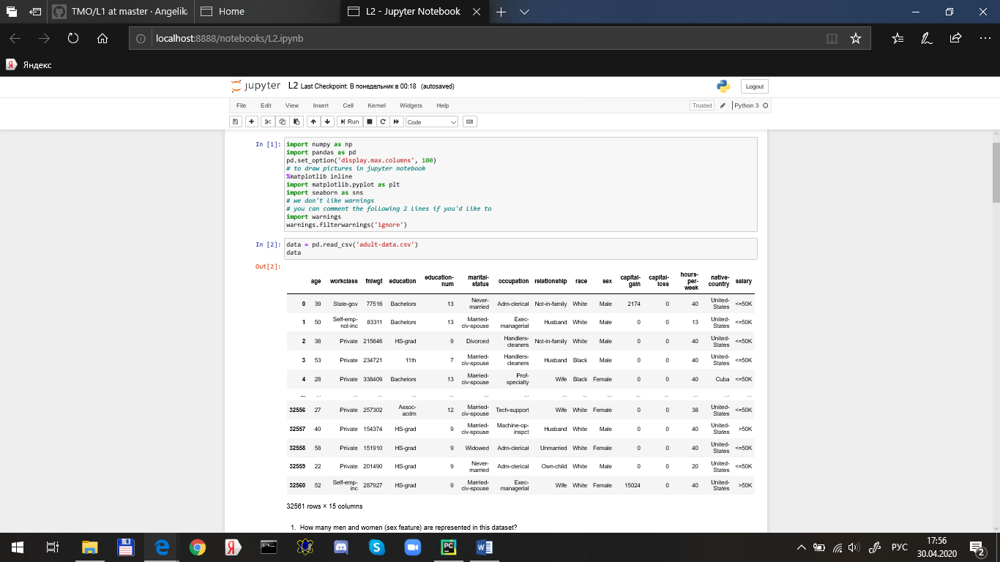 TMO/L1 at master · Angelik
Home
L2 - Jupyter Notebook
localhost:8888/notebooks/L2.ipynb
Яндекс
jupyter L2 Last Checkpoint: В понедельник в 00:18 (autosaved)
Logout
File Edit View Insert Cell Kernel Widgets Help
Trusted Python 3
Run Code
In [1]: import numpy as np
import pandas as pd
pd.set_option('display.max.columns', 100)
# to draw pictures in jupyter notebook
%matplotlib inline
import matplotlib.pyplot as plt
import seaborn as sns
# we don't like warnings
# you can comment the following 2 lines if you'd like to
import warnings
warnings.filterwarnings('ignore')
In [2]: data = pd.read_csv('adult-data.csv')
data
Out[2]:
age workclass fnlwgt education education-num marital-status occupation relationship race sex capital-gain capital-loss hours-per-week native-country salary
0 39 State-gov 77516 Bachelors 13 Never-married Adm-clerical Not-in-family White Male 2174 0 40 United-States <=50K
1 50 Self-emp-not-inc 83311 Bachelors 13 Married-civ-spouse Exec-managerial Husband White Male 0 0 13 United-States <=50K
2 38 Private 215646 HS-grad 9 Divorced Handlers-cleaners Not-in-family White Male 0 0 40 United-States <=50K
3 53 Private 234721 11th 7 Married-civ-spouse Handlers-cleaners Husband Black Male 0 0 40 United-States <=50K
4 28 Private 338409 Bachelors 13 Married-civ-spouse Prof-specialty Wife Black Female 0 0 40 Cuba <=50K
... ... ... ... ... ... ... ... ... ... ... ... ... ... ... ...
32556 27 Private 257302 Assoc-acdm 12 Married-civ-spouse Tech-support Wife White Female 0 0 38 United-States <=50K
32557 40 Private 154374 HS-grad 9 Married-civ-spouse Machine-op-inspct Husband White Male 0 0 40 United-States >50K
32558 58 Private 151910 HS-grad 9 Widowed Adm-clerical Unmarried White Female 0 0 40 United-States <=50K
32559 22 Private 201490 HS-grad 9 Never-married Adm-clerical Own-child White Male 0 0 20 United-States <=50K
32560 52 Self-emp-inc 287927 HS-grad 9 Married-civ-spouse Exec-managerial Wife White Female 15024 0 40 United-States >50K
32561 rows × 15 columns
1. How many men and women (sex feature) are represented in this dataset?
РУС
17:56
30.04.2020
2